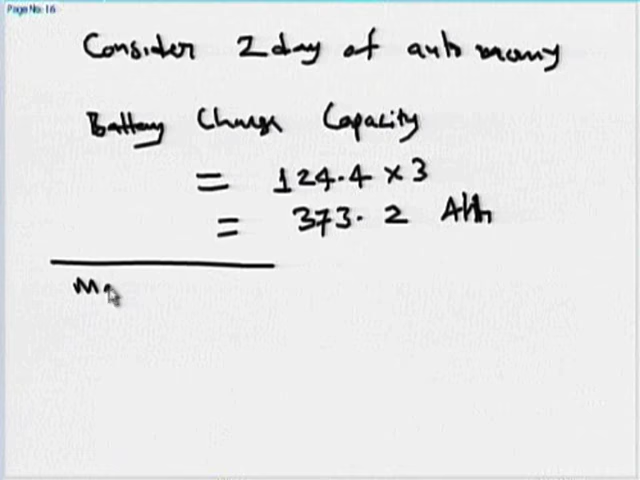 Page No: 16
Consider 2 day of autonomy
Battery Charge Capacity
= 124.4 × 3
= 373.2 Ah